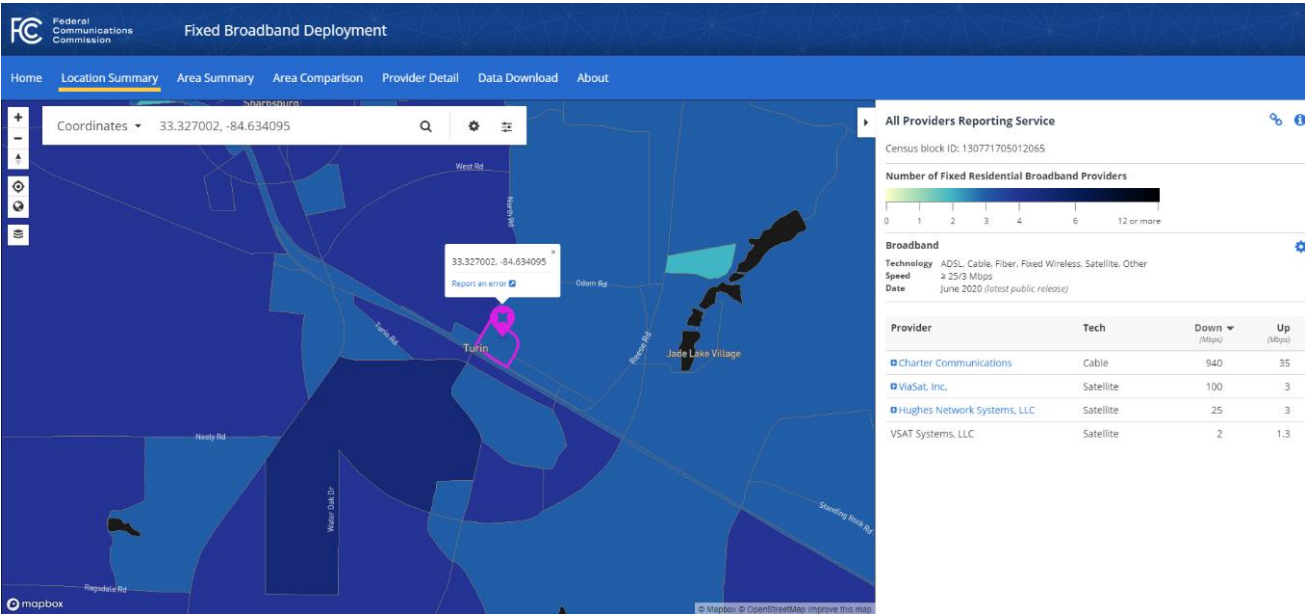 Federal
Communications
Commission
Fixed Broadband Deployment
Home Location Summary Area Summary Area Comparison Provider Detail Data Download About
Sharpsburg
Coordinates 33.327002, -84.634095
West Rd
North Rd
33.327002, -84.634095
Report an error
Odom Rd
Turin Rd
Turin
Reese Rd
Jade Lake Village
Nealy Rd
Water Oak Dr
Standing Rock Rd
Ragsdale Rd
mapbox
© Mapbox © OpenStreetMap Improve this map
All Providers Reporting Service
Census block ID: 130771705012065
Number of Fixed Residential Broadband Providers
0 1 2 3 4 6 12 or more
Broadband
Technology ADSL, Cable, Fiber, Fixed Wireless, Satellite, Other
Speed ≥ 25/3 Mbps
Date June 2020 (latest public release)
Provider Tech Down Up
(Mbps) (Mbps)
Charter Communications Cable 940 35
ViaSat, Inc. Satellite 100 3
Hughes Network Systems, LLC Satellite 25 3
VSAT Systems, LLC Satellite 2 1.3